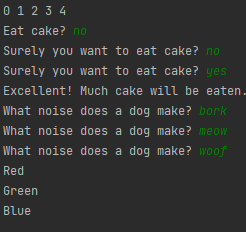 0 1 2 3 4
Eat cake? no
Surely you want to eat cake? no
Surely you want to eat cake? yes
Excellent! Much cake will be eaten.
What noise does a dog make? bork
What noise does a dog make? meow
What noise does a dog make? woof
Red
Green
Blue